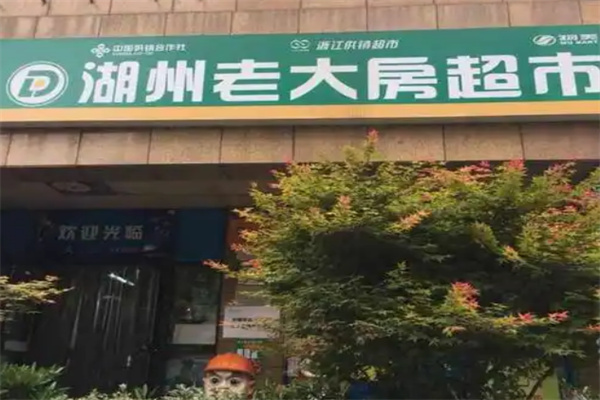 中国供销合作社
浙江供销超市
湖州老大房超市
欢迎光临